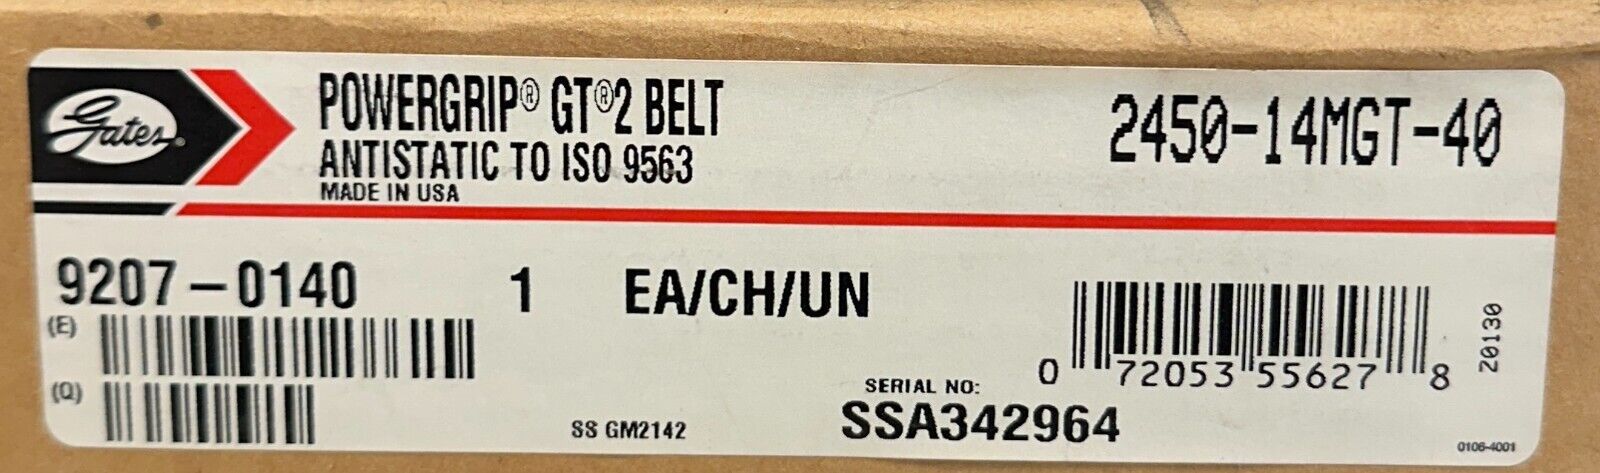 Gates
POWERGRIP® GT®2 BELT
ANTISTATIC TO ISO 9563
MADE IN USA
2450-14MGT-40
9207-0140 1 EA/CH/UN
(E)
(Q)
SS GM2142
SERIAL NO:
SSA342964
0 72053 55627 8
Z0130
0106-4001